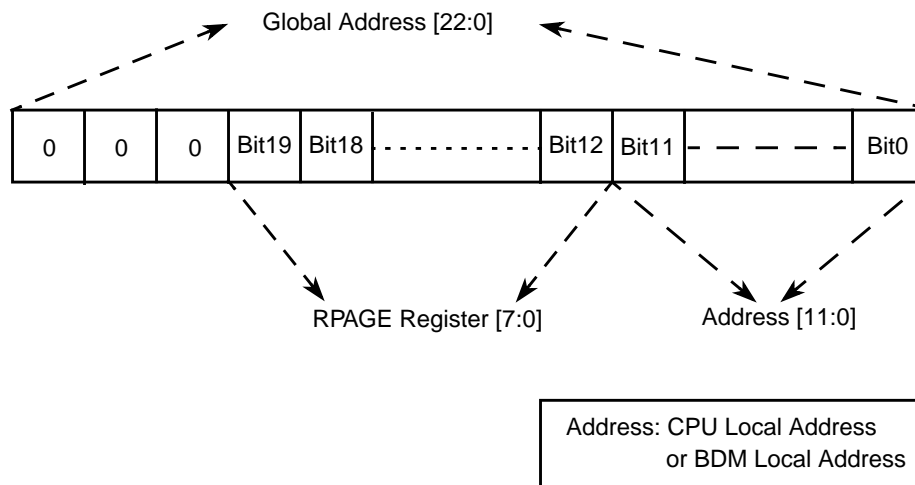 Global Address [22:0]
0 0 0 Bit19 Bit18 Bit12 Bit11 Bit0
RPAGE Register [7:0] Address [11:0]
Address: CPU Local Address
or BDM Local Address